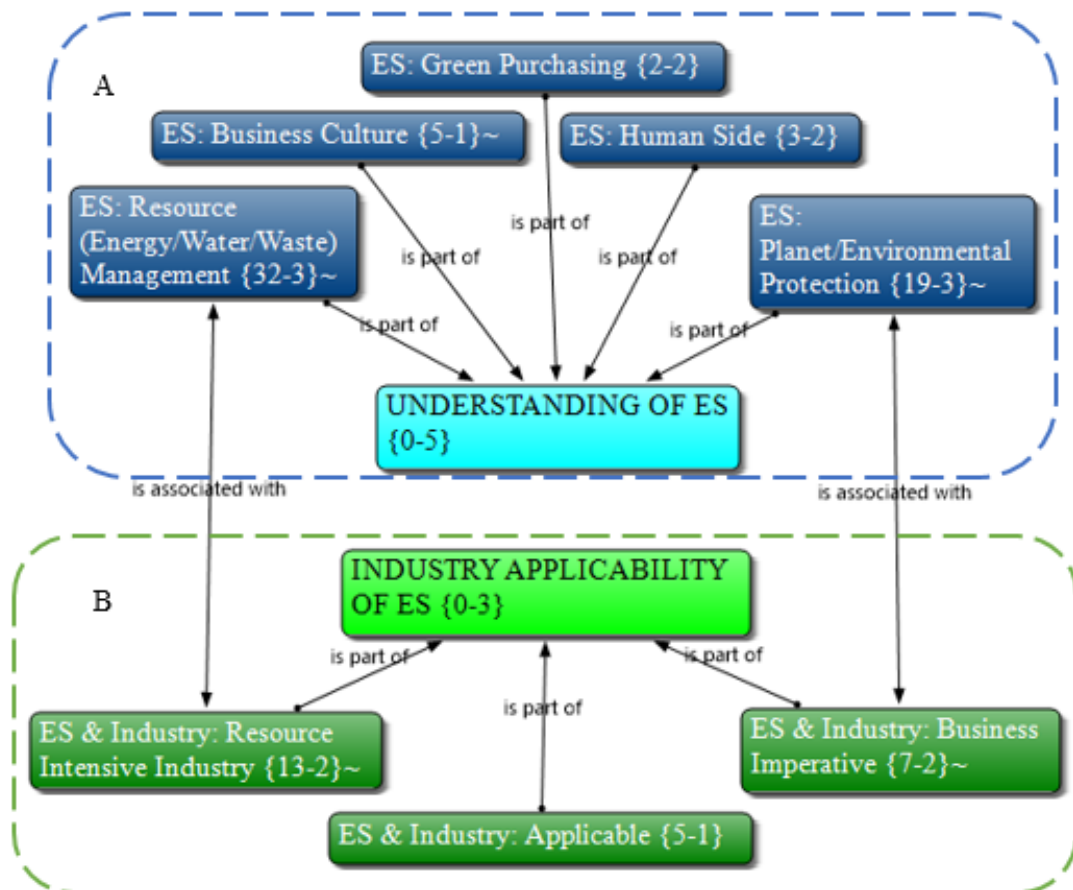 A
ES: Green Purchasing {2-2}
ES: Business Culture {5-1}~
ES: Human Side {3-2}
ES: Resource
(Energy/Water/Waste)
Management {32-3}~
ES:
Planet/Environmental
Protection {19-3}~
is part of
is part of
is part of
is part of
is part of
UNDERSTANDING OF ES
{0-5}
is associated with
is associated with
B
INDUSTRY APPLICABILITY
OF ES {0-3}
is part of
is part of
is part of
ES & Industry: Resource
Intensive Industry {13-2}~
ES & Industry: Business
Imperative {7-2}~
ES & Industry: Applicable {5-1}